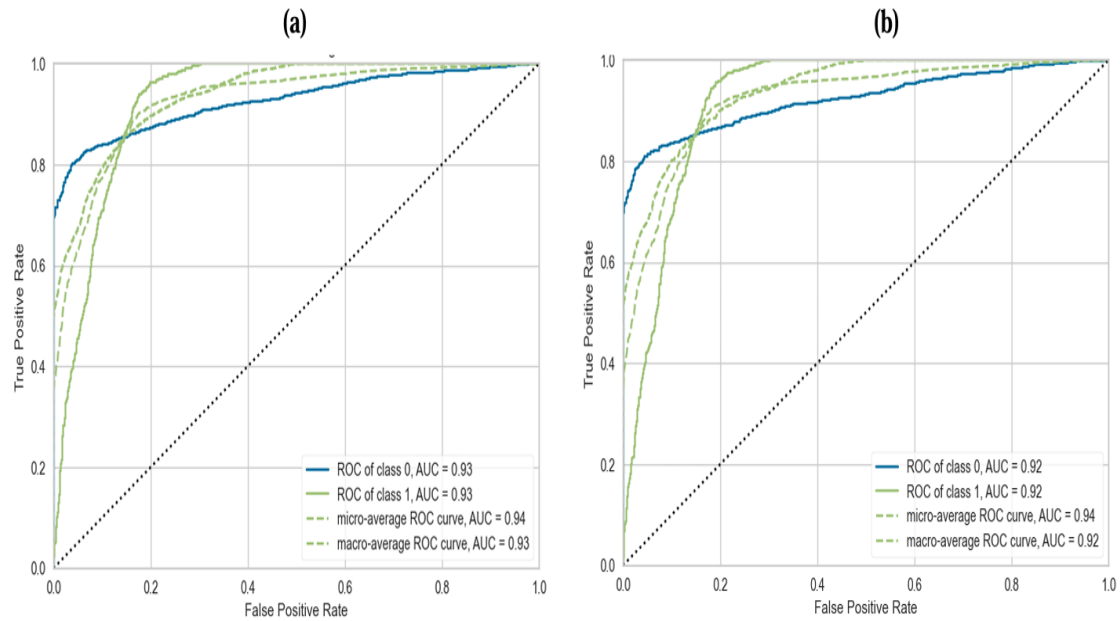 (a)
1.0
0.8
0.6
0.4
0.2
0.0
True Positive Rate
ROC of class 0, AUC = 0.93
ROC of class 1, AUC = 0.93
micro-average ROC curve, AUC = 0.94
macro-average ROC curve, AUC = 0.93
0.0 0.2 0.4 0.6 0.8 1.0
False Positive Rate
(b)
1.0
0.8
0.6
0.4
0.2
0.0
True Positive Rate
ROC of class 0, AUC = 0.92
ROC of class 1, AUC = 0.92
micro-average ROC curve, AUC = 0.94
macro-average ROC curve, AUC = 0.92
0.0 0.2 0.4 0.6 0.8 1.0
False Positive Rate